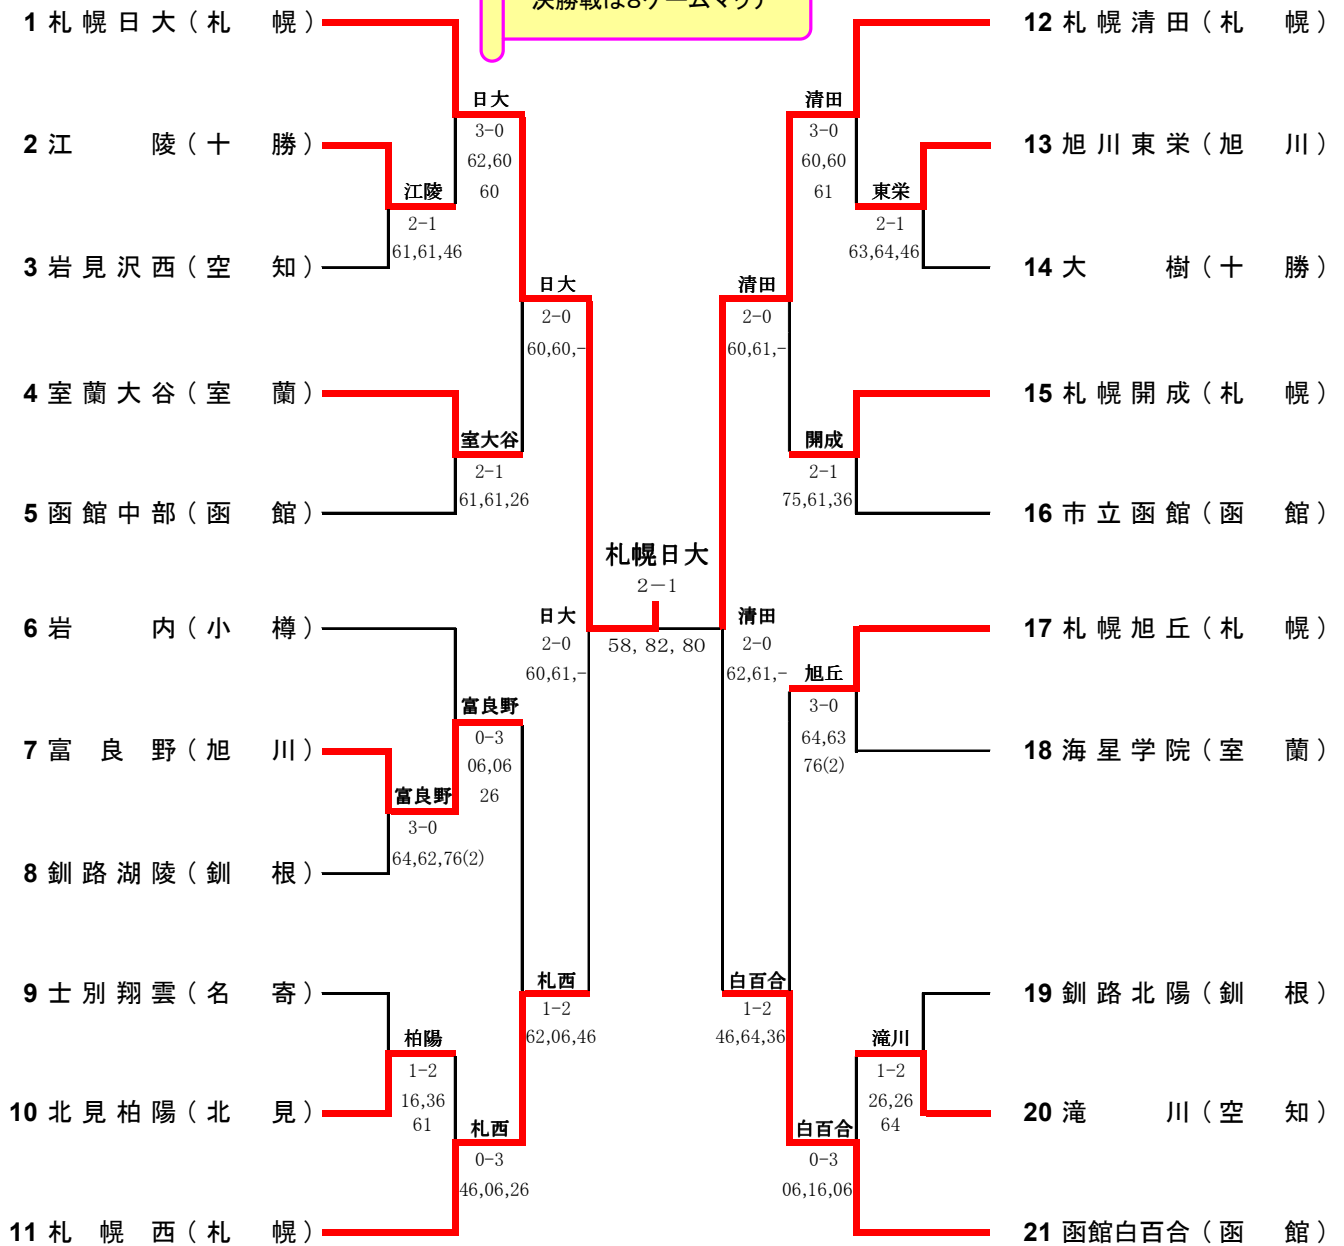 決勝戦は8ゲームマッチ
1 札幌日大（札　幌）
2 江　陵（十　勝）
3 岩見沢西（空　知）
4 室蘭大谷（室　蘭）
5 函館中部（函　館）
6 岩　内（小　樽）
7 富良野（旭　川）
8 釧路湖陵（釧　根）
9 士別翔雲（名　寄）
10 北見柏陽（北　見）
11 札幌西（札　幌）
江陵
2-1
61,61,46
日大
3-0
62,60
60
室大谷
2-1
61,61,26
日大
2-0
60,60,-
富良野
3-0
64,62,76(2)
富良野
0-3
06,06
26
柏陽
1-2
16,36
61
札西
0-3
46,06,26
札西
1-2
62,06,46
日大
2-0
60,61,-
札幌日大
2-1
58, 82, 80
清田
2-0
62,61,-
清田
2-0
60,61,-
清田
3-0
60,60
61
東栄
2-1
63,64,46
開成
2-1
75,61,36
旭丘
3-0
64,63
76(2)
白百合
1-2
46,64,36
滝川
1-2
26,26
64
白百合
0-3
06,16,06
12 札幌清田（札　幌）
13 旭川東栄（旭　川）
14 大　樹（十　勝）
15 札幌開成（札　幌）
16 市立函館（函　館）
17 札幌旭丘（札　幌）
18 海星学院（室　蘭）
19 釧路北陽（釧　根）
20 滝　川（空　知）
21 函館白百合（函　館）